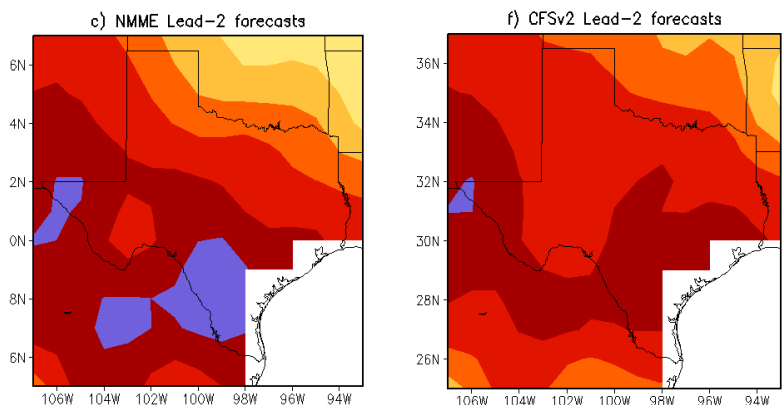 c) NMME Lead-2 forecasts
f) CFSv2 Lead-2 forecasts
6N
4N
2N
0N
8N
6N
106W 104W 102W 100W 98W 96W 94W
36N
34N
32N
30N
28N
26N
106W 104W 102W 100W 98W 96W 94W